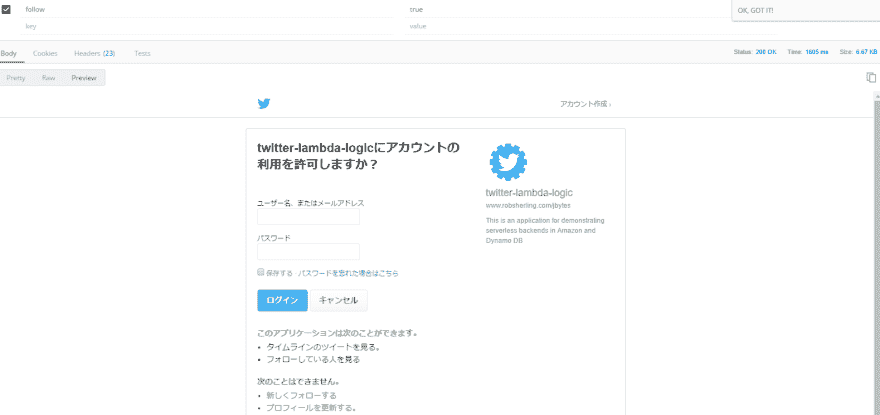 follow true
key value
OK, GOT IT!
Body Cookies Headers (23) Tests
Status: 200 OK Time: 1605 ms Size: 6.67 KB
Pretty Raw Preview
アカウント作成 ›
twitter-lambda-logicにアカウントの
利用を許可しますか？
ユーザー名、またはメールアドレス
パスワード
保存する · パスワードを忘れた場合はこちら
ログイン キャンセル
このアプリケーションは次のことができます。
• タイムラインのツイートを見る。
• フォローしている人を見る
次のことはできません。
• 新しくフォローする
• プロフィールを更新する。
twitter-lambda-logic
www.robsherling.com/jbytes
This is an application for demonstrating
serverless backends in Amazon and
Dynamo DB